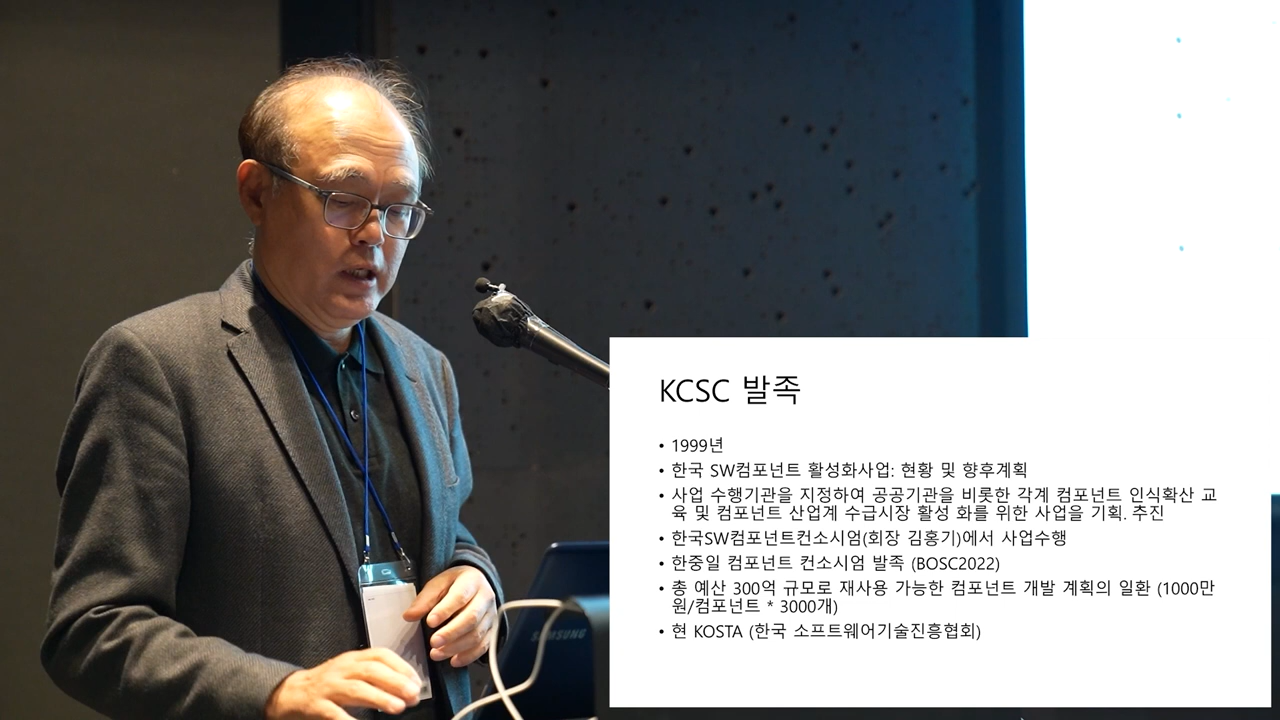 KCSC 발족
• 1999년
• 한국 SW컴포넌트 활성화사업: 현황 및 향후계획
• 사업 수행기관을 지정하여 공공기관을 비롯한 각계 컴포넌트 인식확산 교
육 및 컴포넌트 산업계 수급시장 활성 화를 위한 사업을 기획. 추진
• 한국SW컴포넌트컨소시엄(회장 김홍기)에서 사업수행
• 한중일 컴포넌트 컨소시엄 발족 (BOSC2022)
• 총 예산 300억 규모로 재사용 가능한 컴포넌트 개발 계획의 일환 (1000만
원/컴포넌트 * 3000개)
• 현 KOSTA (한국 소프트웨어기술진흥협회)
SAMSUNG